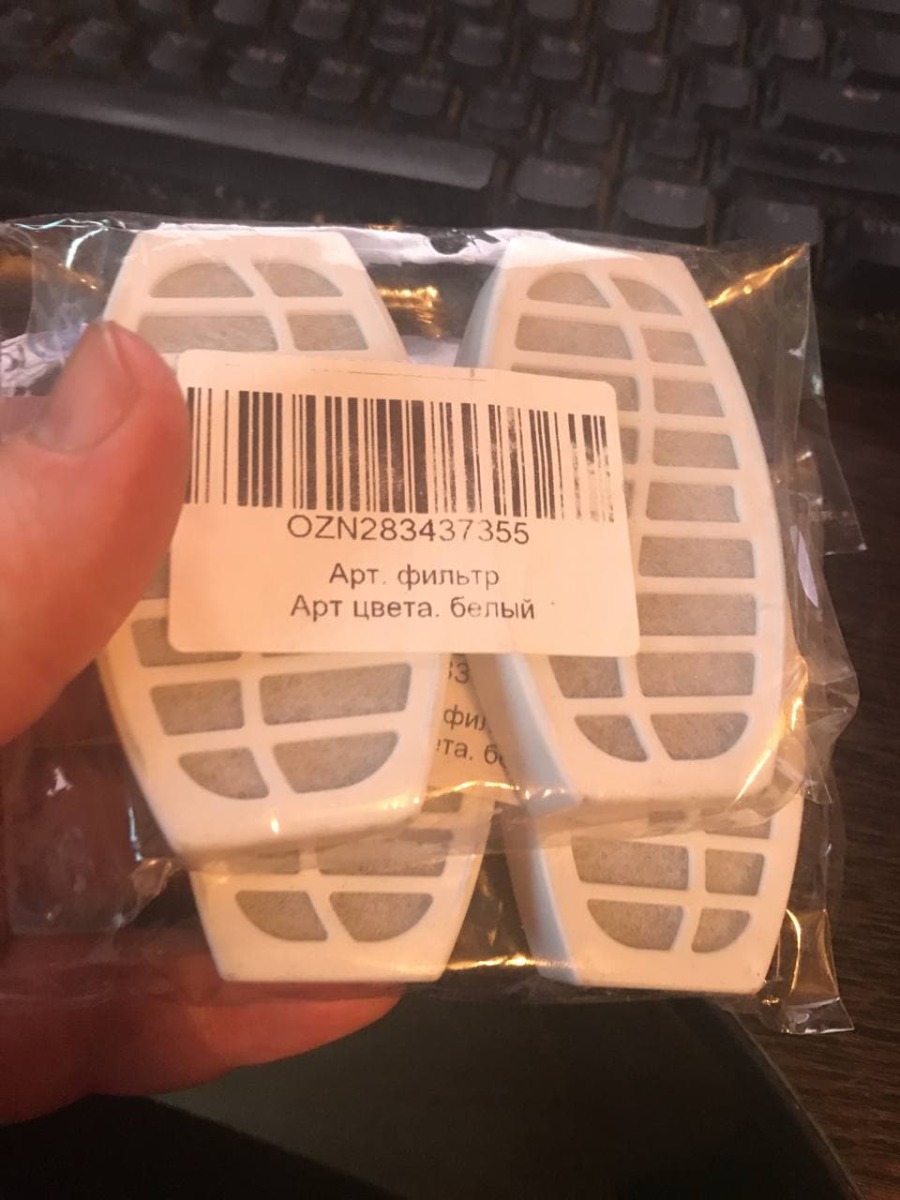 OZN283437355
Арт. фильтр
Арт цвета. белый